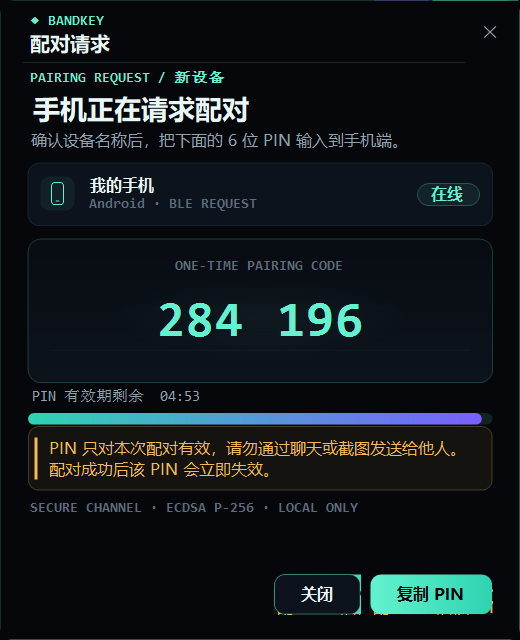 ◆ BANDKEY
配对请求
PAIRING REQUEST / 新设备
手机正在请求配对
确认设备名称后，把下面的 6 位 PIN 输入到手机端。
我的手机
Android · BLE REQUEST
在线
ONE-TIME PAIRING CODE
284 196
PIN 有效期剩余 04:53
PIN 只对本次配对有效，请勿通过聊天或截图发送给他人。
配对成功后该 PIN 会立即失效。
SECURE CHANNEL · ECDSA P-256 · LOCAL ONLY
关闭
复制 PIN